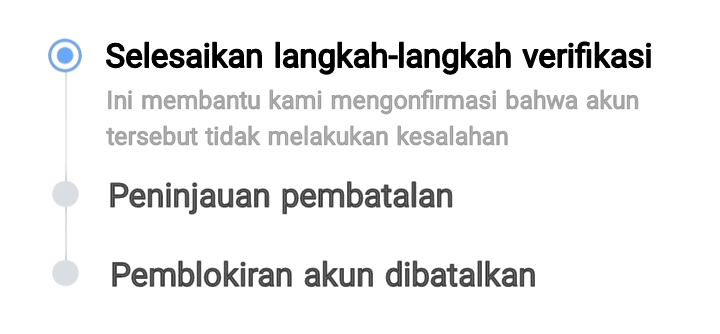 Selesaikan langkah-langkah verifikasi
Ini membantu kami mengonfirmasi bahwa akun
tersebut tidak melakukan kesalahan
Peninjauan pembatalan
Pemblokiran akun dibatalkan